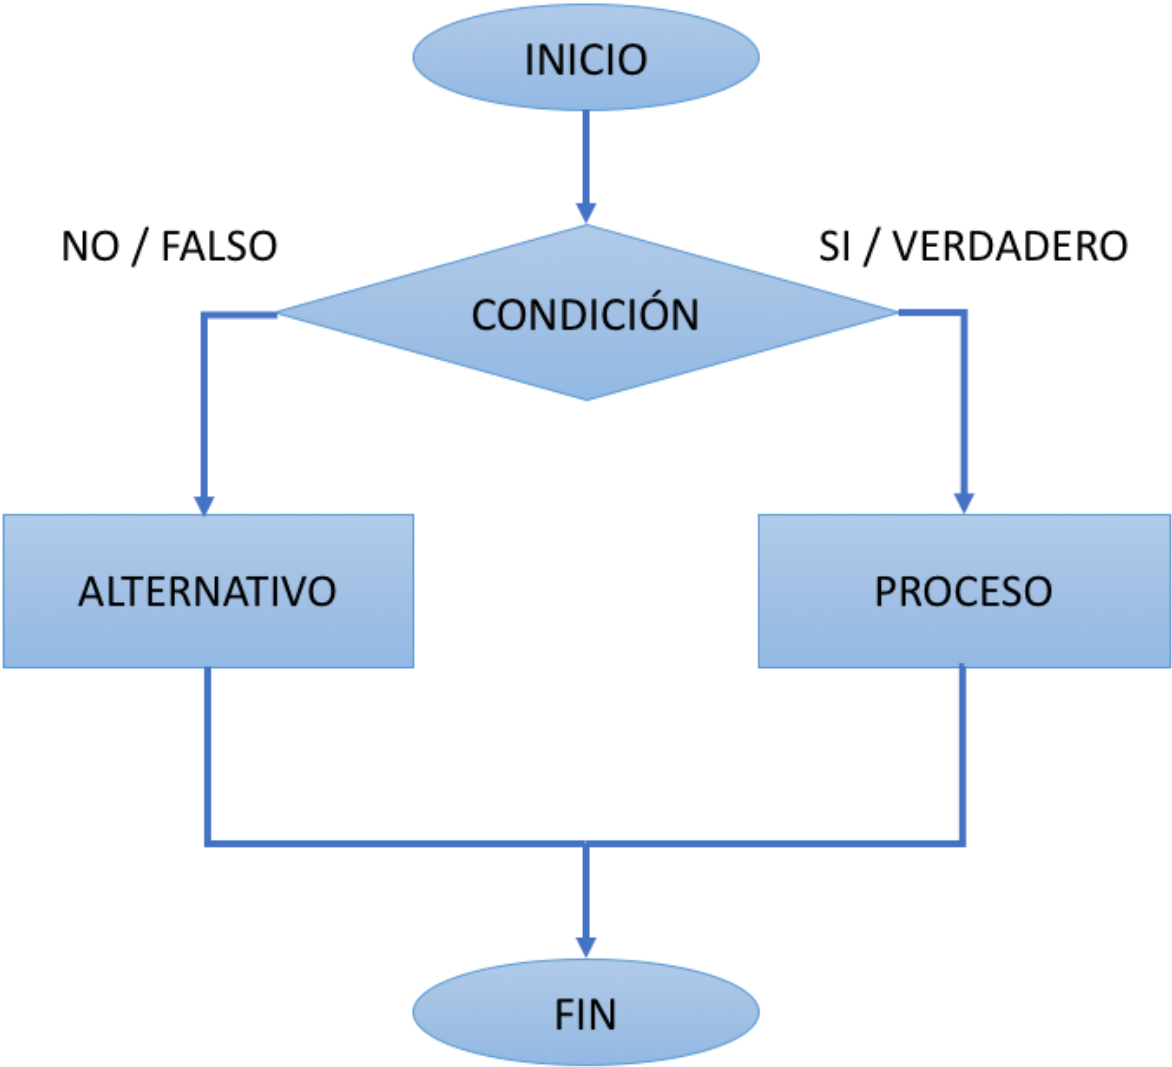 INICIO
NO / FALSO
SI / VERDADERO
CONDICIÓN
ALTERNATIVO
PROCESO
FIN